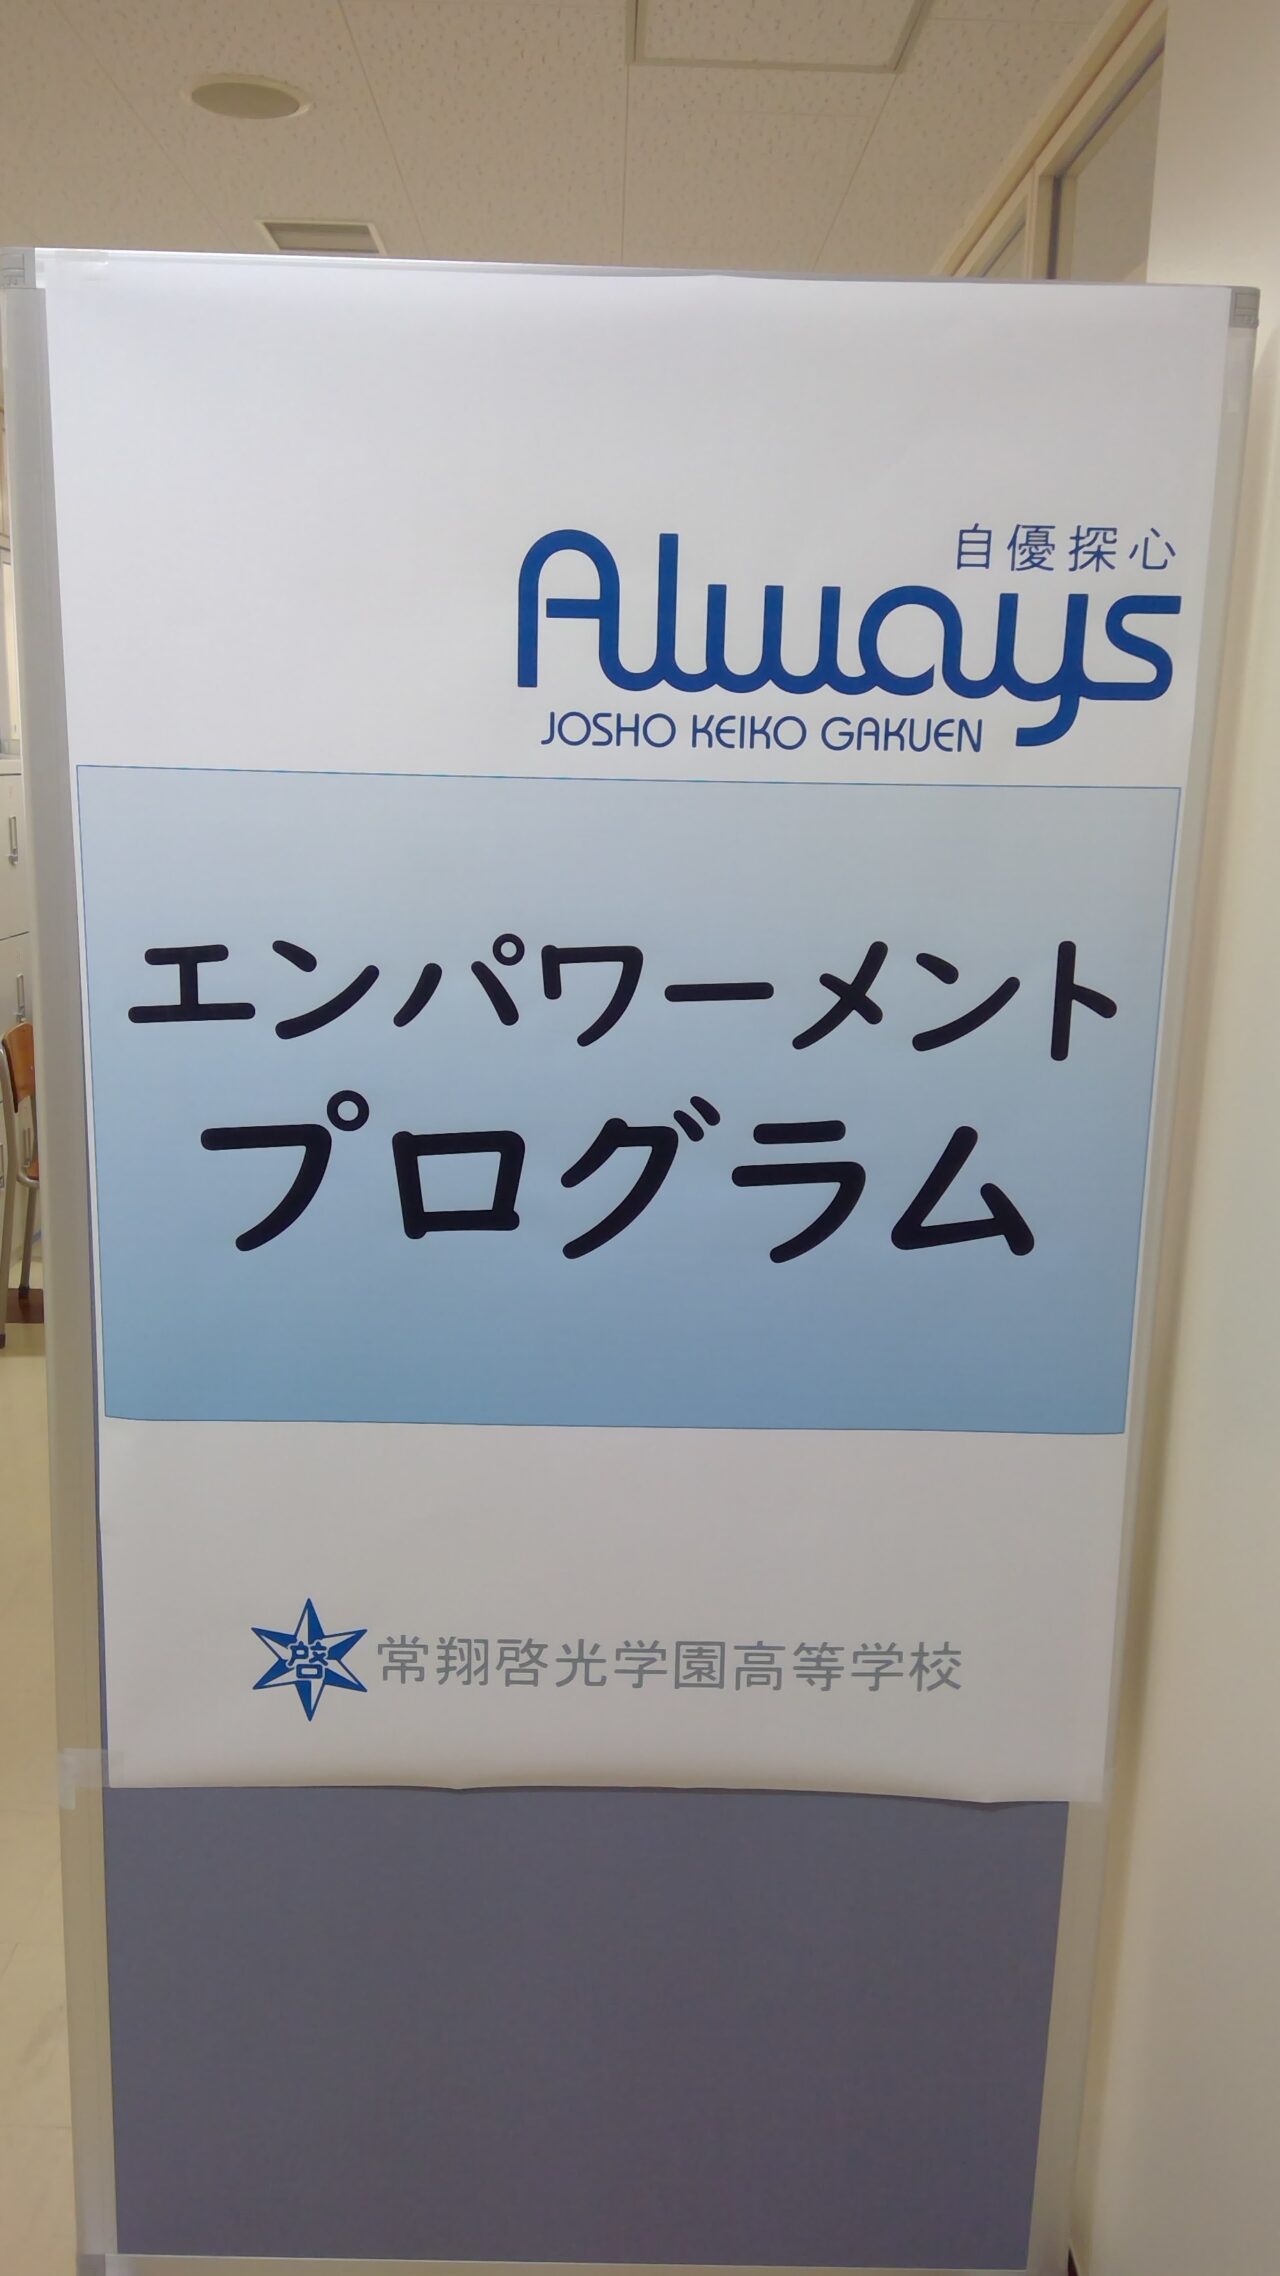 自優探心
Always
JOSHO KEIKO GAKUEN
エンパワーメント
プログラム
啓 常翔啓光学園高等学校